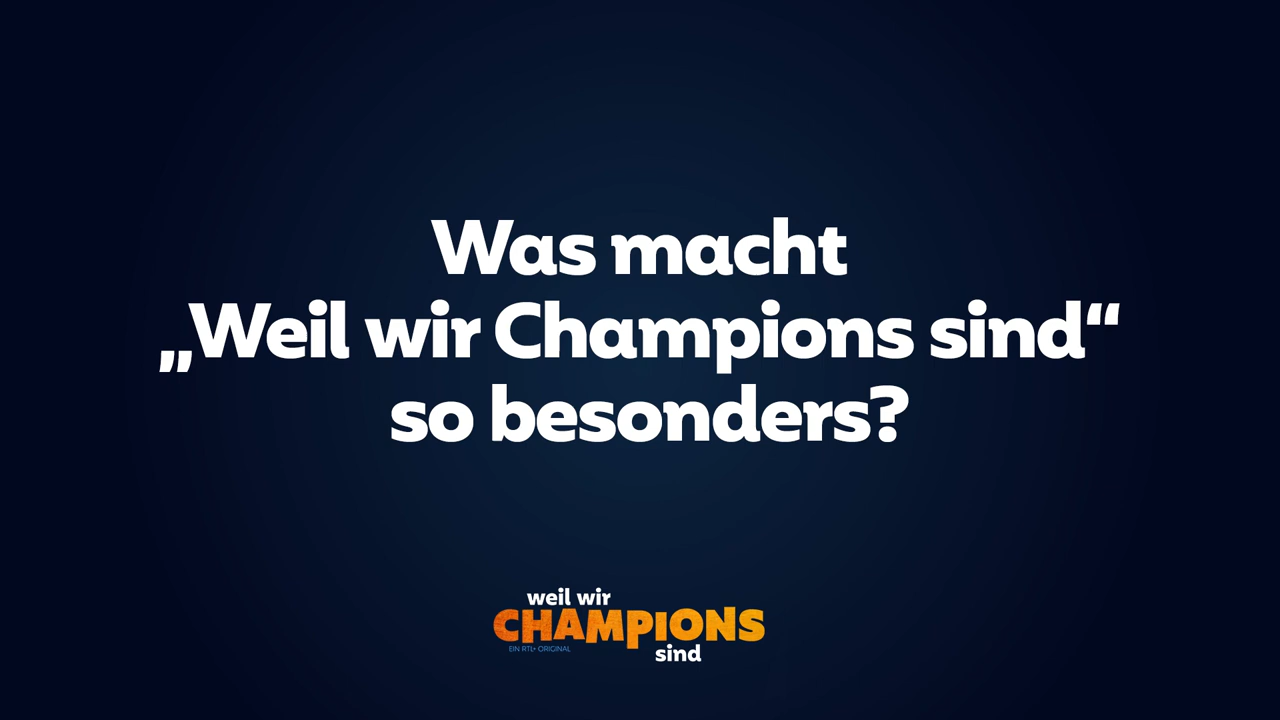 Was macht
„Weil wir Champions sind“
so besonders?
weil wir
CHAMPIONS
EIN RTL+ ORIGINAL
sind